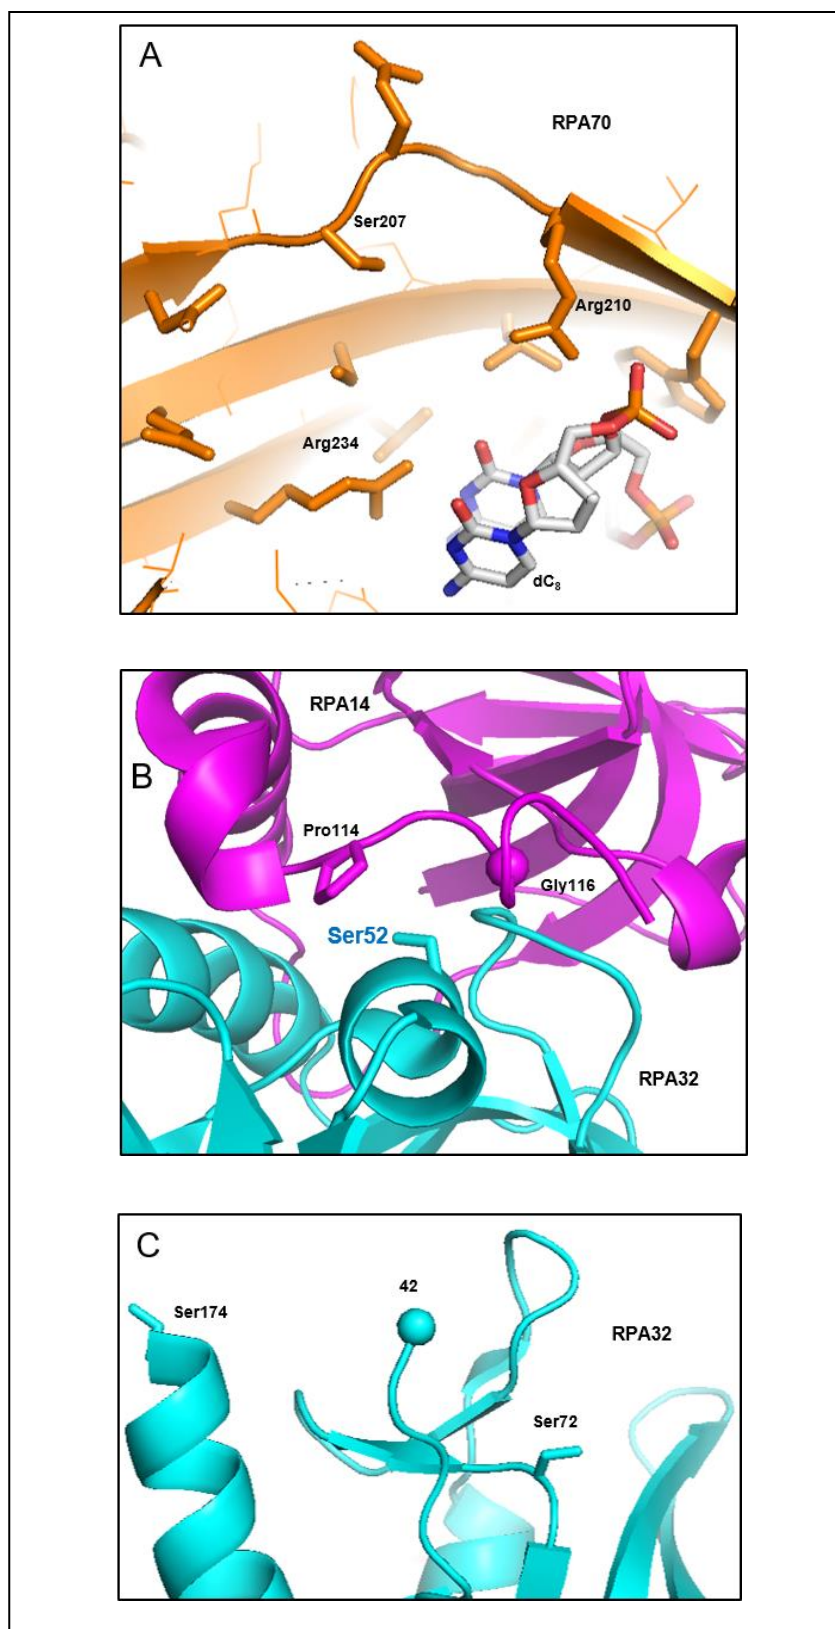 A
RPA70
Ser207
Arg210
Arg234
dC₈
RPA14
B
Pro114
Gly116
Ser52
RPA32
C
42
Ser174
RPA32
Ser72